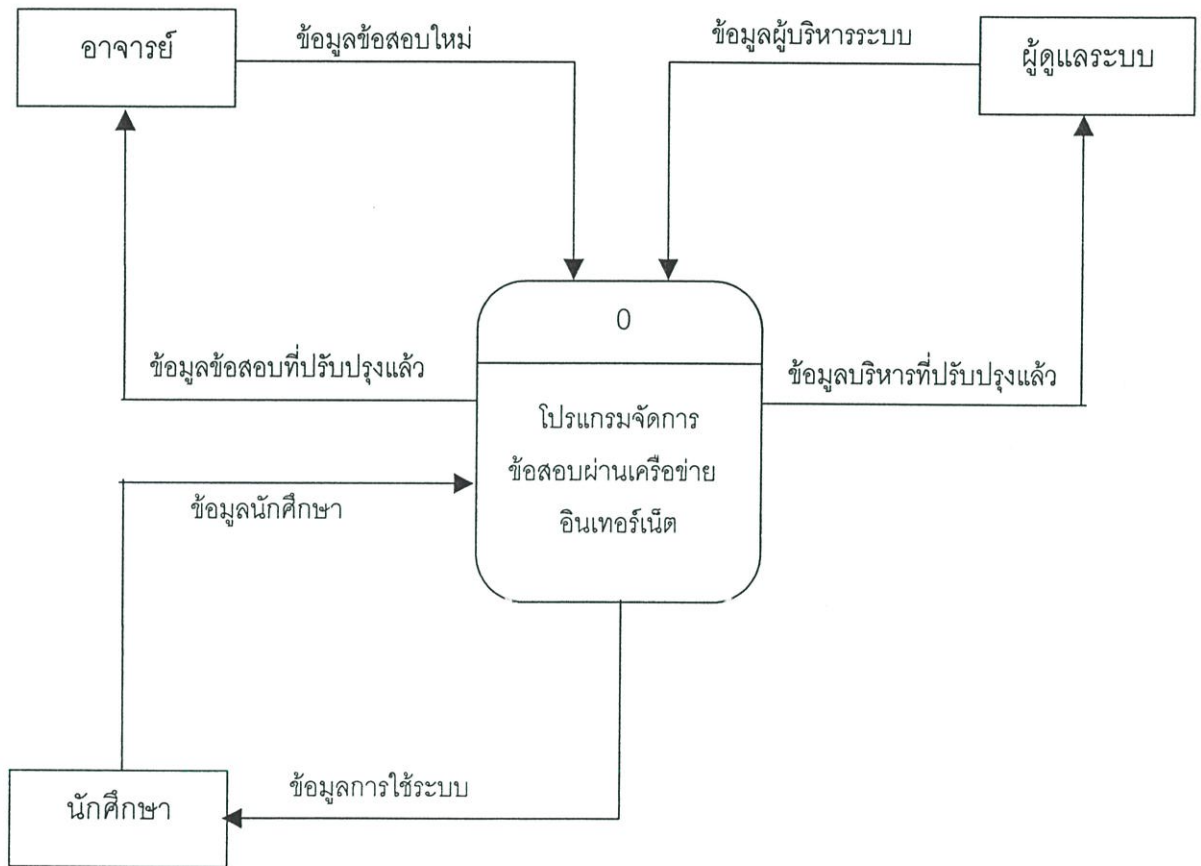 อาจารย์
ข้อมูลข้อสอบใหม่
ข้อมูลผู้บริหารระบบ
ผู้ดูแลระบบ
0
ข้อมูลข้อสอบที่ปรับปรุงแล้ว
ข้อมูลบริหารที่ปรับปรุงแล้ว
โปรแกรมจัดการ
ข้อสอบผ่านเครือข่าย
อินเทอร์เน็ต
ข้อมูลนักศึกษา
ข้อมูลการใช้ระบบ
นักศึกษา